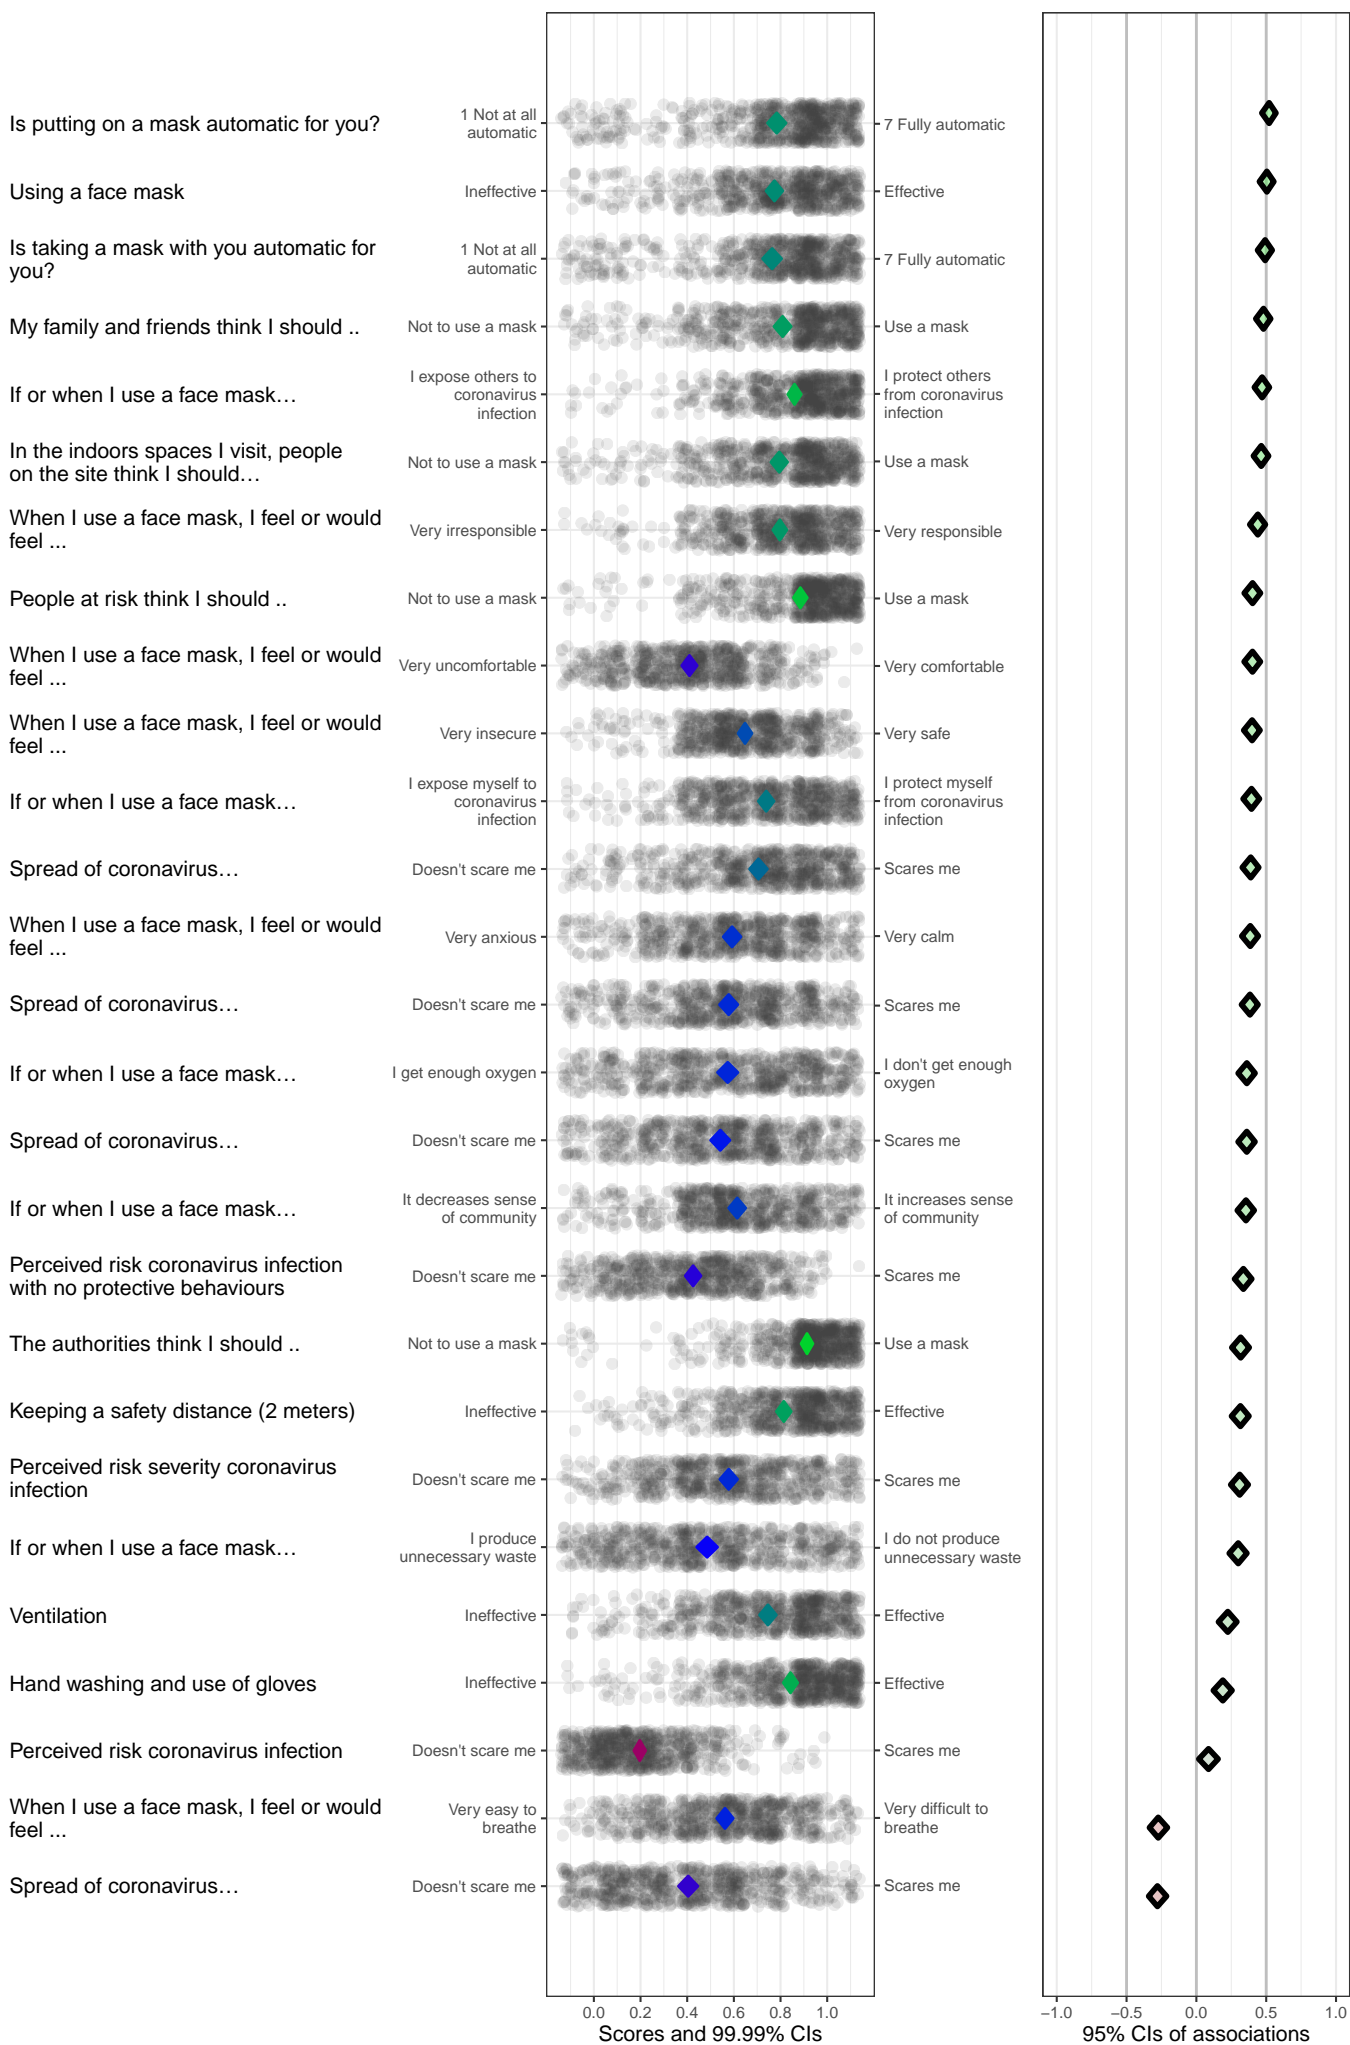 Is putting on a mask automatic for you?
1 Not at all
automatic
7 Fully automatic
Using a face mask
Ineffective
Effective
Is taking a mask with you automatic for
you?
1 Not at all
automatic
7 Fully automatic
My family and friends think I should ..
Not to use a mask
Use a mask
If or when I use a face mask…
I expose others to
coronavirus
infection
I protect others
from coronavirus
infection
In the indoors spaces I visit, people
on the site think I should…
Not to use a mask
Use a mask
When I use a face mask, I feel or would
feel ...
Very irresponsible
Very responsible
People at risk think I should ..
Not to use a mask
Use a mask
When I use a face mask, I feel or would
feel ...
Very uncomfortable
Very comfortable
When I use a face mask, I feel or would
feel ...
Very insecure
Very safe
If or when I use a face mask…
I expose myself to
coronavirus
infection
I protect myself
from coronavirus
infection
Spread of coronavirus…
Doesn't scare me
Scares me
When I use a face mask, I feel or would
feel ...
Very anxious
Very calm
Spread of coronavirus…
Doesn't scare me
Scares me
If or when I use a face mask…
I get enough oxygen
I don't get enough
oxygen
Spread of coronavirus…
Doesn't scare me
Scares me
If or when I use a face mask…
It decreases sense
of community
It increases sense
of community
Perceived risk coronavirus infection
with no protective behaviours
Doesn't scare me
Scares me
The authorities think I should ..
Not to use a mask
Use a mask
Keeping a safety distance (2 meters)
Ineffective
Effective
Perceived risk severity coronavirus
infection
Doesn't scare me
Scares me
If or when I use a face mask…
I produce
unnecessary waste
I do not produce
unnecessary waste
Ventilation
Ineffective
Effective
Hand washing and use of gloves
Ineffective
Effective
Perceived risk coronavirus infection
Doesn't scare me
Scares me
When I use a face mask, I feel or would
feel ...
Very easy to
breathe
Very difficult to
breathe
Spread of coronavirus…
Doesn't scare me
Scares me
0.0 0.2 0.4 0.6 0.8 1.0
Scores and 99.99% CIs
−1.0 −0.5 0.0 0.5 1.0
95% CIs of associations